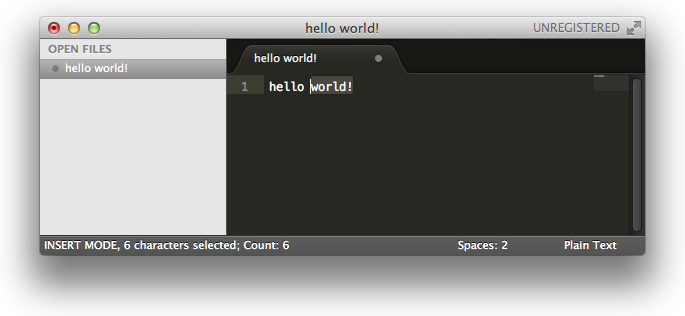 hello world!
UNREGISTERED
OPEN FILES
hello world!
hello world!
1 hello world!
INSERT MODE, 6 characters selected; Count: 6
Spaces: 2
Plain Text